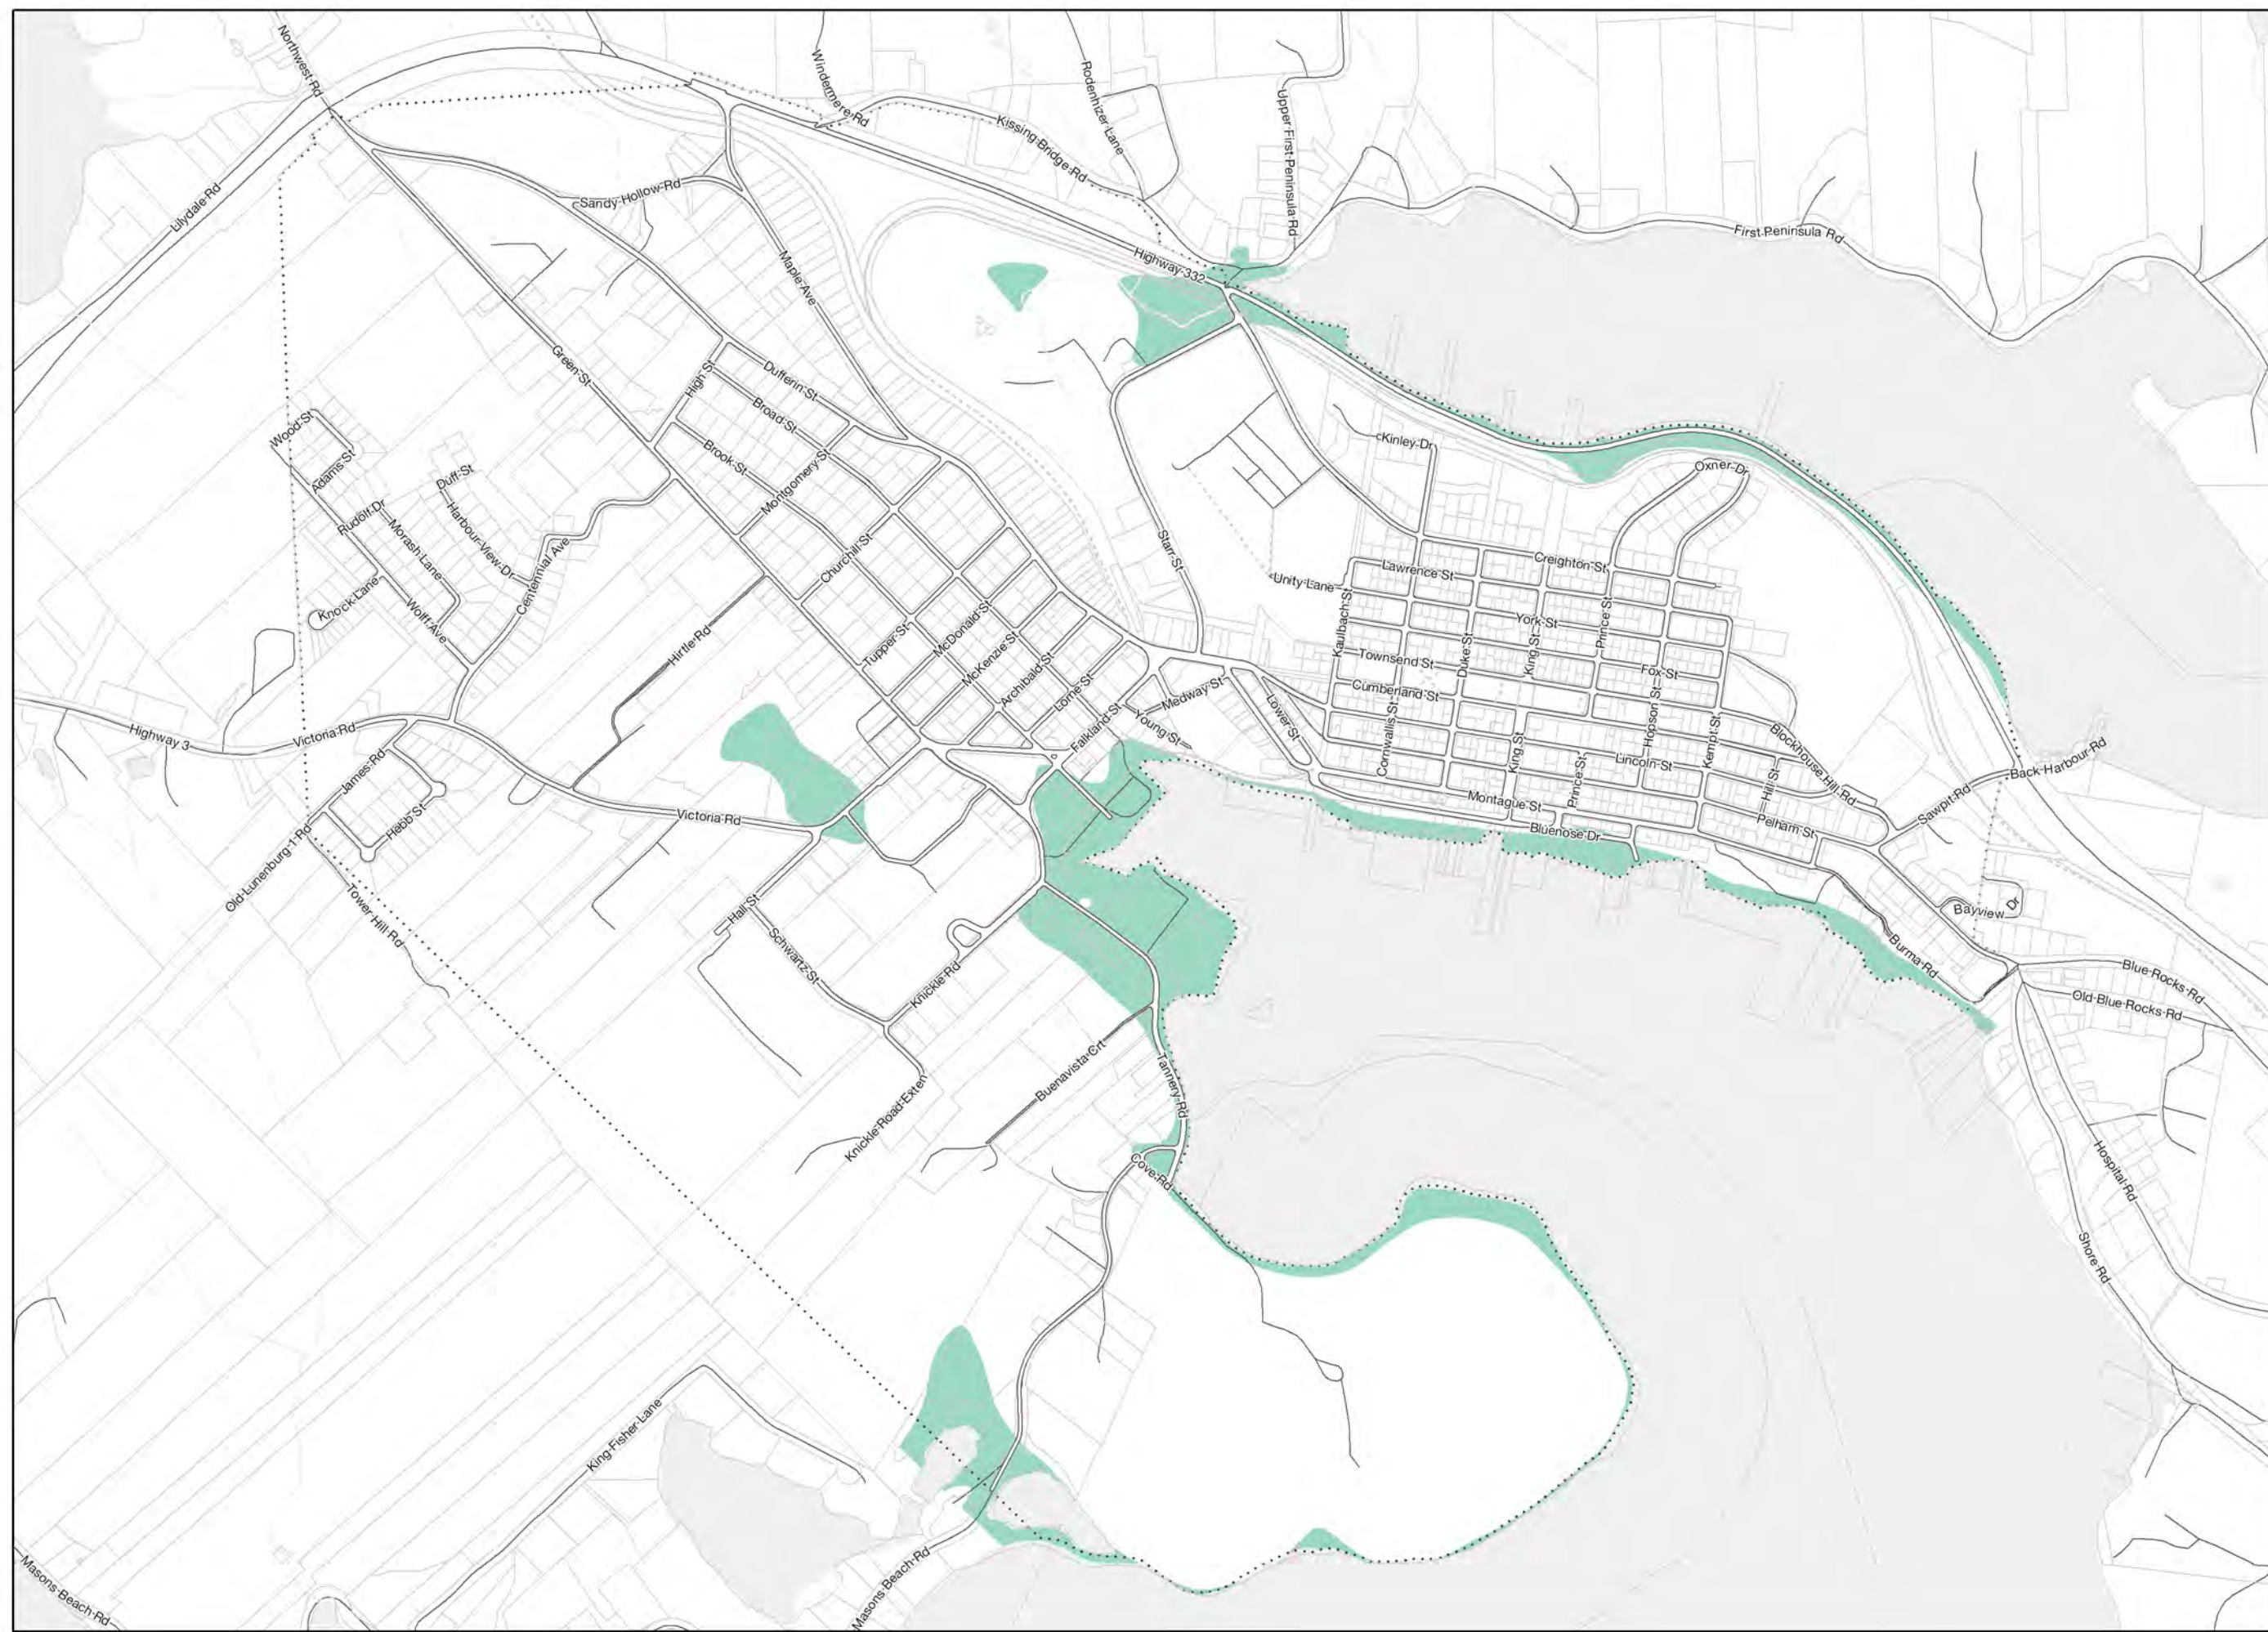 Northwest Rd
Windermere Rd
Rodenhizer Lane
Kissing Bridge Rd
Upper First Peninsula Rd
Lilydale Rd
Sandy Hollow Rd
First Peninsula Rd
Highway 332
Maple Ave
Green St
High St
Dufferin St
Broad St
Brook St
Montgomery St
Wood St
Adams St
Duff St
Rudolf Dr
Morash Lane
Harbour View Dr
Centennial Ave
Knock Lane
Wolff Ave
Kinley Dr
Oxner Dr
Starr St
Churchill St
Creighton St
Lawrence St
Unity Lane
Kaulbach St
York St
Prince St
Tupper St
McDonald St
McKenzie St
Archibald St
Lorne St
Hirtle Rd
Townsend St
Duke St
King St
Fox St
Cumberland St
Medway St
Falkland St
Young St
Lower St
Cornwallis St
Hopson St
Kempt St
Blockhouse Hill Rd
Highway 3
Victoria Rd
James Rd
King St
Lincoln St
Prince St
Hill St
Back Harbour Rd
Sawpit Rd
Hebb St
Victoria Rd
Montague St
Pelham St
Bluenose Dr
Old Lunenburg 1 Rd
Tower Hill Rd
Hall St
Schwartz St
Knickle Rd
Bayview Dr
Burma Rd
Blue Rocks Rd
Old Blue Rocks Rd
Buenavista Crt
Tannery Rd
Knickle Road Exten
Cove Rd
Hospital Rd
Shore Rd
King Fisher Lane
Masons Beach Rd
Masons Beach Rd